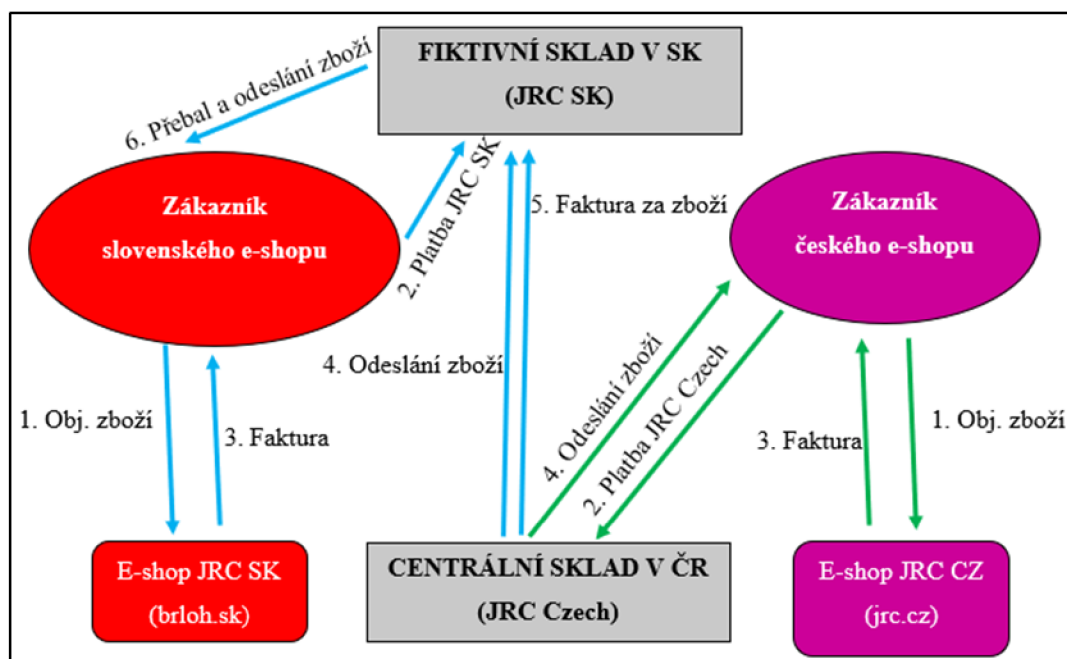 FIKTIVNÍ SKLAD V SK
(JRC SK)
6. Přebal a odeslání zboží
Zákazník
slovenského e-shopu
2. Platba JRC SK
5. Faktura za zboží
Zákazník
českého e-shopu
4. Odeslání zboží
4. Odeslání zboží
2. Platba JRC Czech
1. Obj. zboží
3. Faktura
3. Faktura
1. Obj. zboží
E-shop JRC SK
(brloh.sk)
CENTRÁLNÍ SKLAD V ČR
(JRC Czech)
E-shop JRC CZ
(jrc.cz)